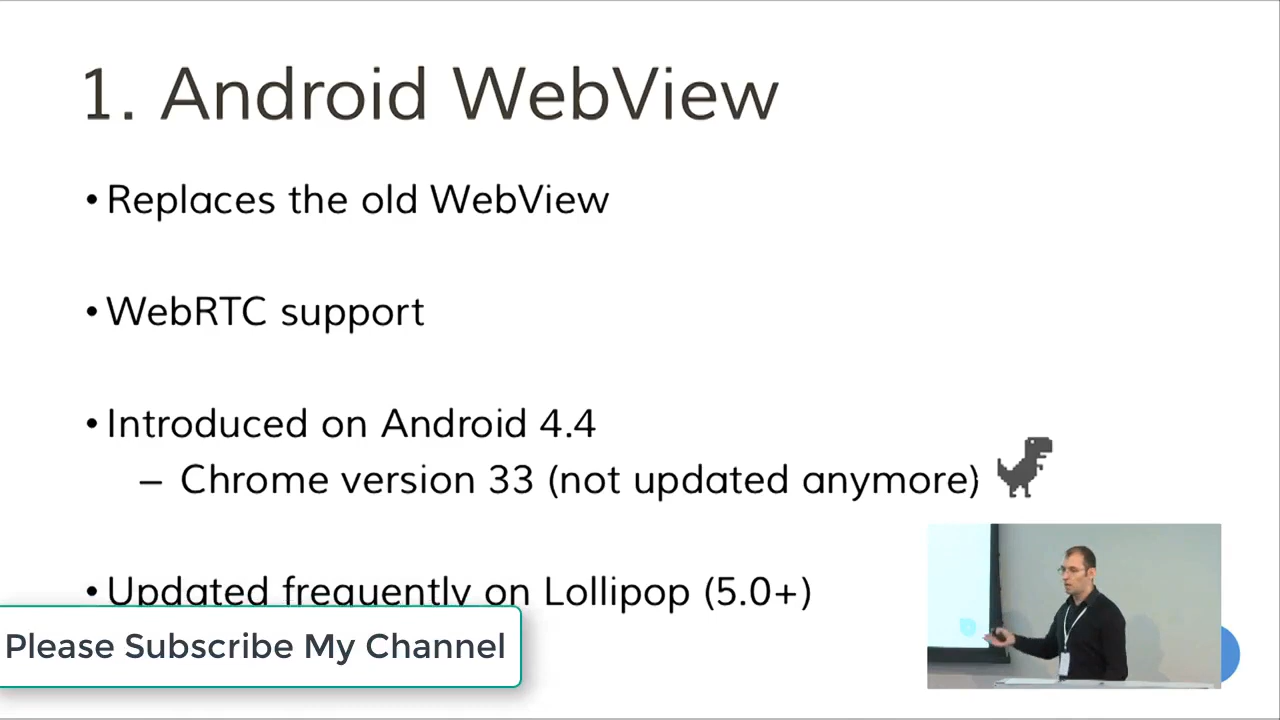 1. Android WebView
• Replaces the old WebView
• WebRTC support
• Introduced on Android 4.4
– Chrome version 33 (not updated anymore)
• Updated frequently on Lollipop (5.0+)
Please Subscribe My Channel